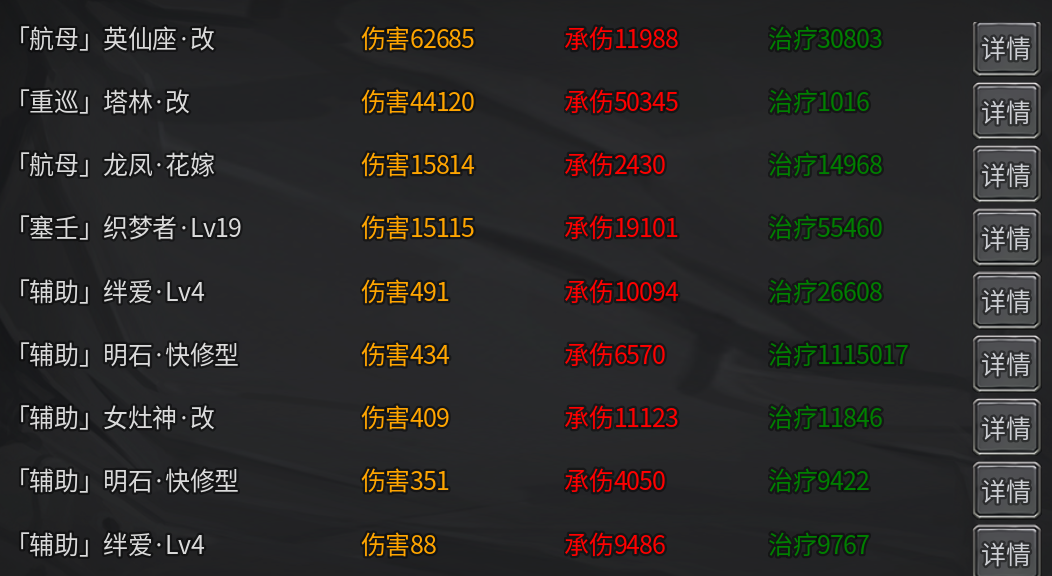 「航母」英仙座·改 伤害62685 承伤11988 治疗30803 详情
「重巡」塔林·改 伤害44120 承伤50345 治疗1016 详情
「航母」龙凤·花嫁 伤害15814 承伤2430 治疗14968 详情
「塞壬」织梦者·Lv19 伤害15115 承伤19101 治疗55460 详情
「辅助」绊爱·Lv4 伤害491 承伤10094 治疗26608 详情
「辅助」明石·快修型 伤害434 承伤6570 治疗1115017 详情
「辅助」女灶神·改 伤害409 承伤11123 治疗11846 详情
「辅助」明石·快修型 伤害351 承伤4050 治疗9422 详情
「辅助」绊爱·Lv4 伤害88 承伤9486 治疗9767 详情